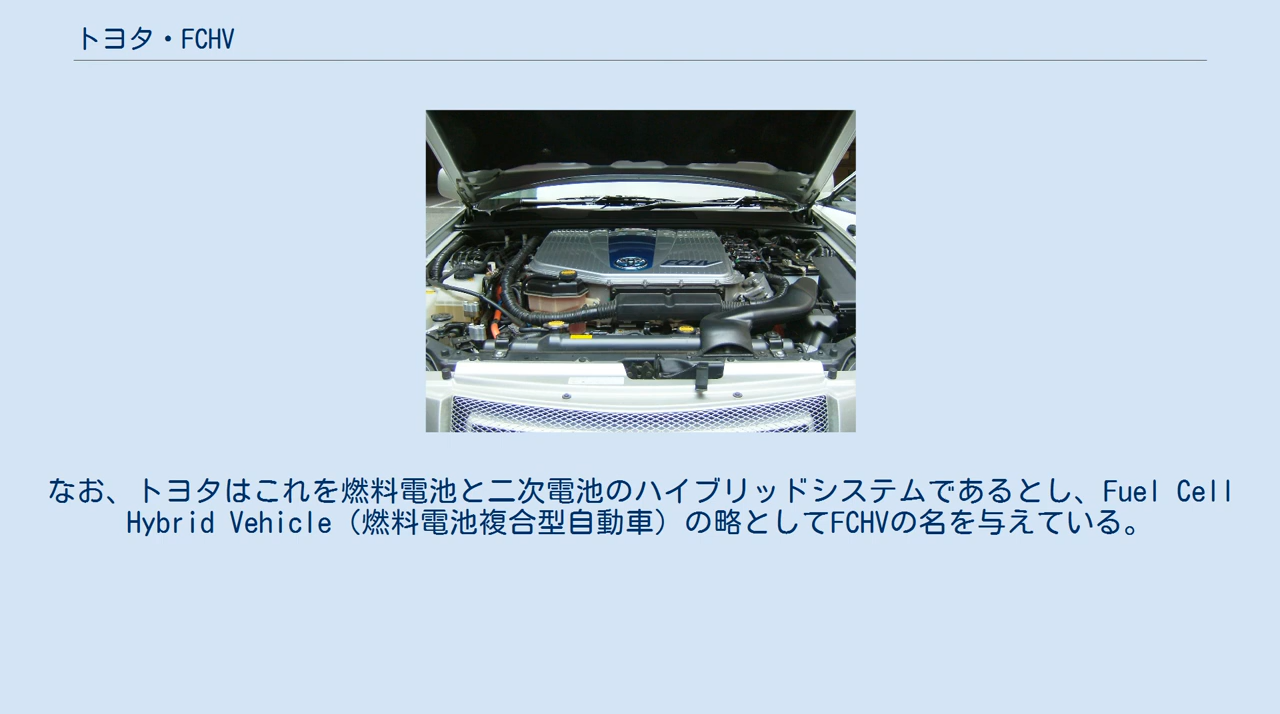 トヨタ・FCHV
FCHV
なお、トヨタはこれを燃料電池と二次電池のハイブリッドシステムであるとし、Fuel Cell
Hybrid Vehicle（燃料電池複合型自動車）の略としてFCHVの名を与えている。